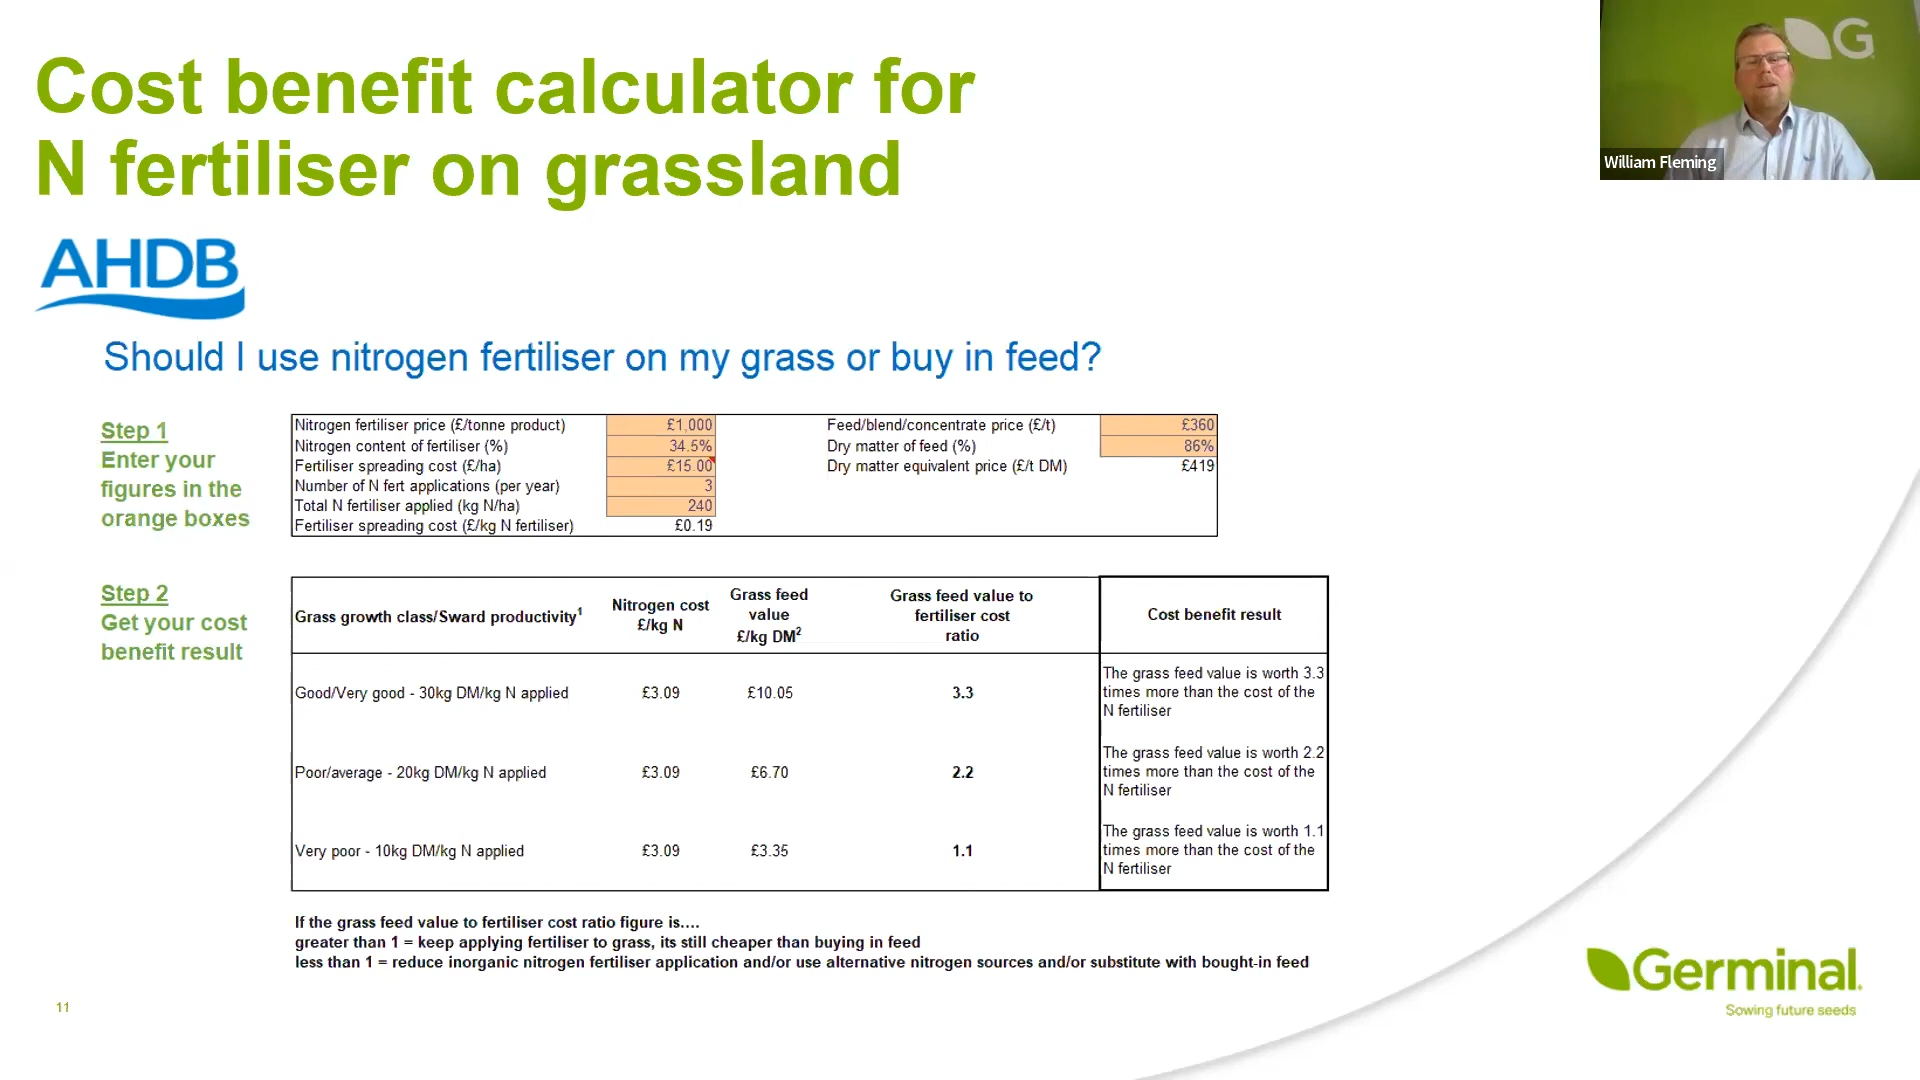 Cost benefit calculator for
N fertiliser on grassland
G
William Fleming
AHDB
Should I use nitrogen fertiliser on my grass or buy in feed?
Step 1
Enter your
figures in the
orange boxes
Nitrogen fertiliser price (£/tonne product) £1,000 Feed/blend/concentrate price (£/t) £360
Nitrogen content of fertiliser (%) 34.5% Dry matter of feed (%) 86%
Fertiliser spreading cost (£/ha) £15.00 Dry matter equivalent price (£/t DM) £419
Number of N fert applications (per year) 3
Total N fertiliser applied (kg N/ha) 240
Fertiliser spreading cost (£/kg N fertiliser) £0.19
Step 2
Get your cost
benefit result
Grass growth class/Sward productivity¹
Nitrogen cost
£/kg N
Grass feed
value
£/kg DM²
Grass feed value to
fertiliser cost
ratio
Cost benefit result
Good/Very good - 30kg DM/kg N applied £3.09 £10.05 3.3
The grass feed value is worth 3.3
times more than the cost of the
N fertiliser
Poor/average - 20kg DM/kg N applied £3.09 £6.70 2.2
The grass feed value is worth 2.2
times more than the cost of the
N fertiliser
Very poor - 10kg DM/kg N applied £3.09 £3.35 1.1
The grass feed value is worth 1.1
times more than the cost of the
N fertiliser
If the grass feed value to fertiliser cost ratio figure is....
greater than 1 = keep applying fertiliser to grass, its still cheaper than buying in feed
less than 1 = reduce inorganic nitrogen fertiliser application and/or use alternative nitrogen sources and/or substitute with bought-in feed
11
Germinal
Sowing future seeds